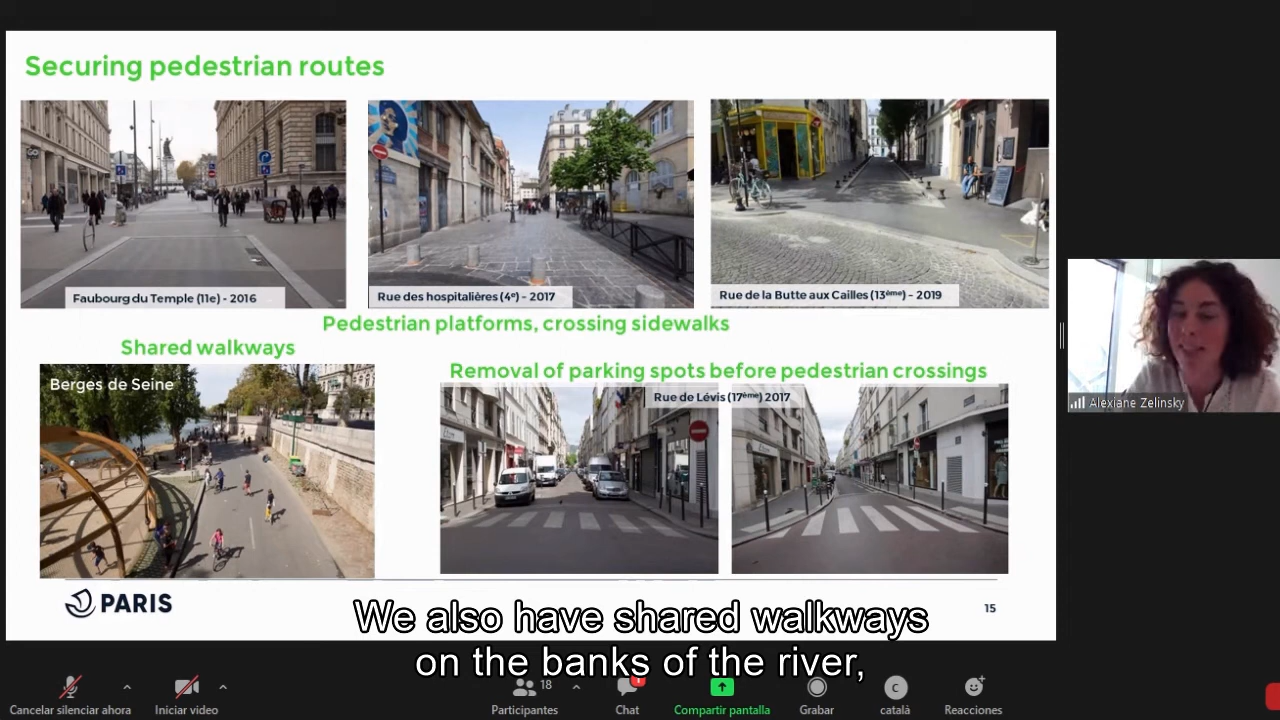 Securing pedestrian routes
Faubourg du Temple (11e) - 2016
Rue des hospitalières (4e) - 2017
Rue de la Butte aux Cailles (13ème) - 2019
Pedestrian platforms, crossing sidewalks
Shared walkways
Removal of parking spots before pedestrian crossings
Berges de Seine
Rue de Lévis (17ème) 2017
PARIS
15
Alexiane Zelinsky
We also have shared walkways
on the banks of the river,
18
1
Cancelar silenciar ahora
Iniciar video
Participantes
Chat
Compartir pantalla
Grabar
C
català
Reacciones